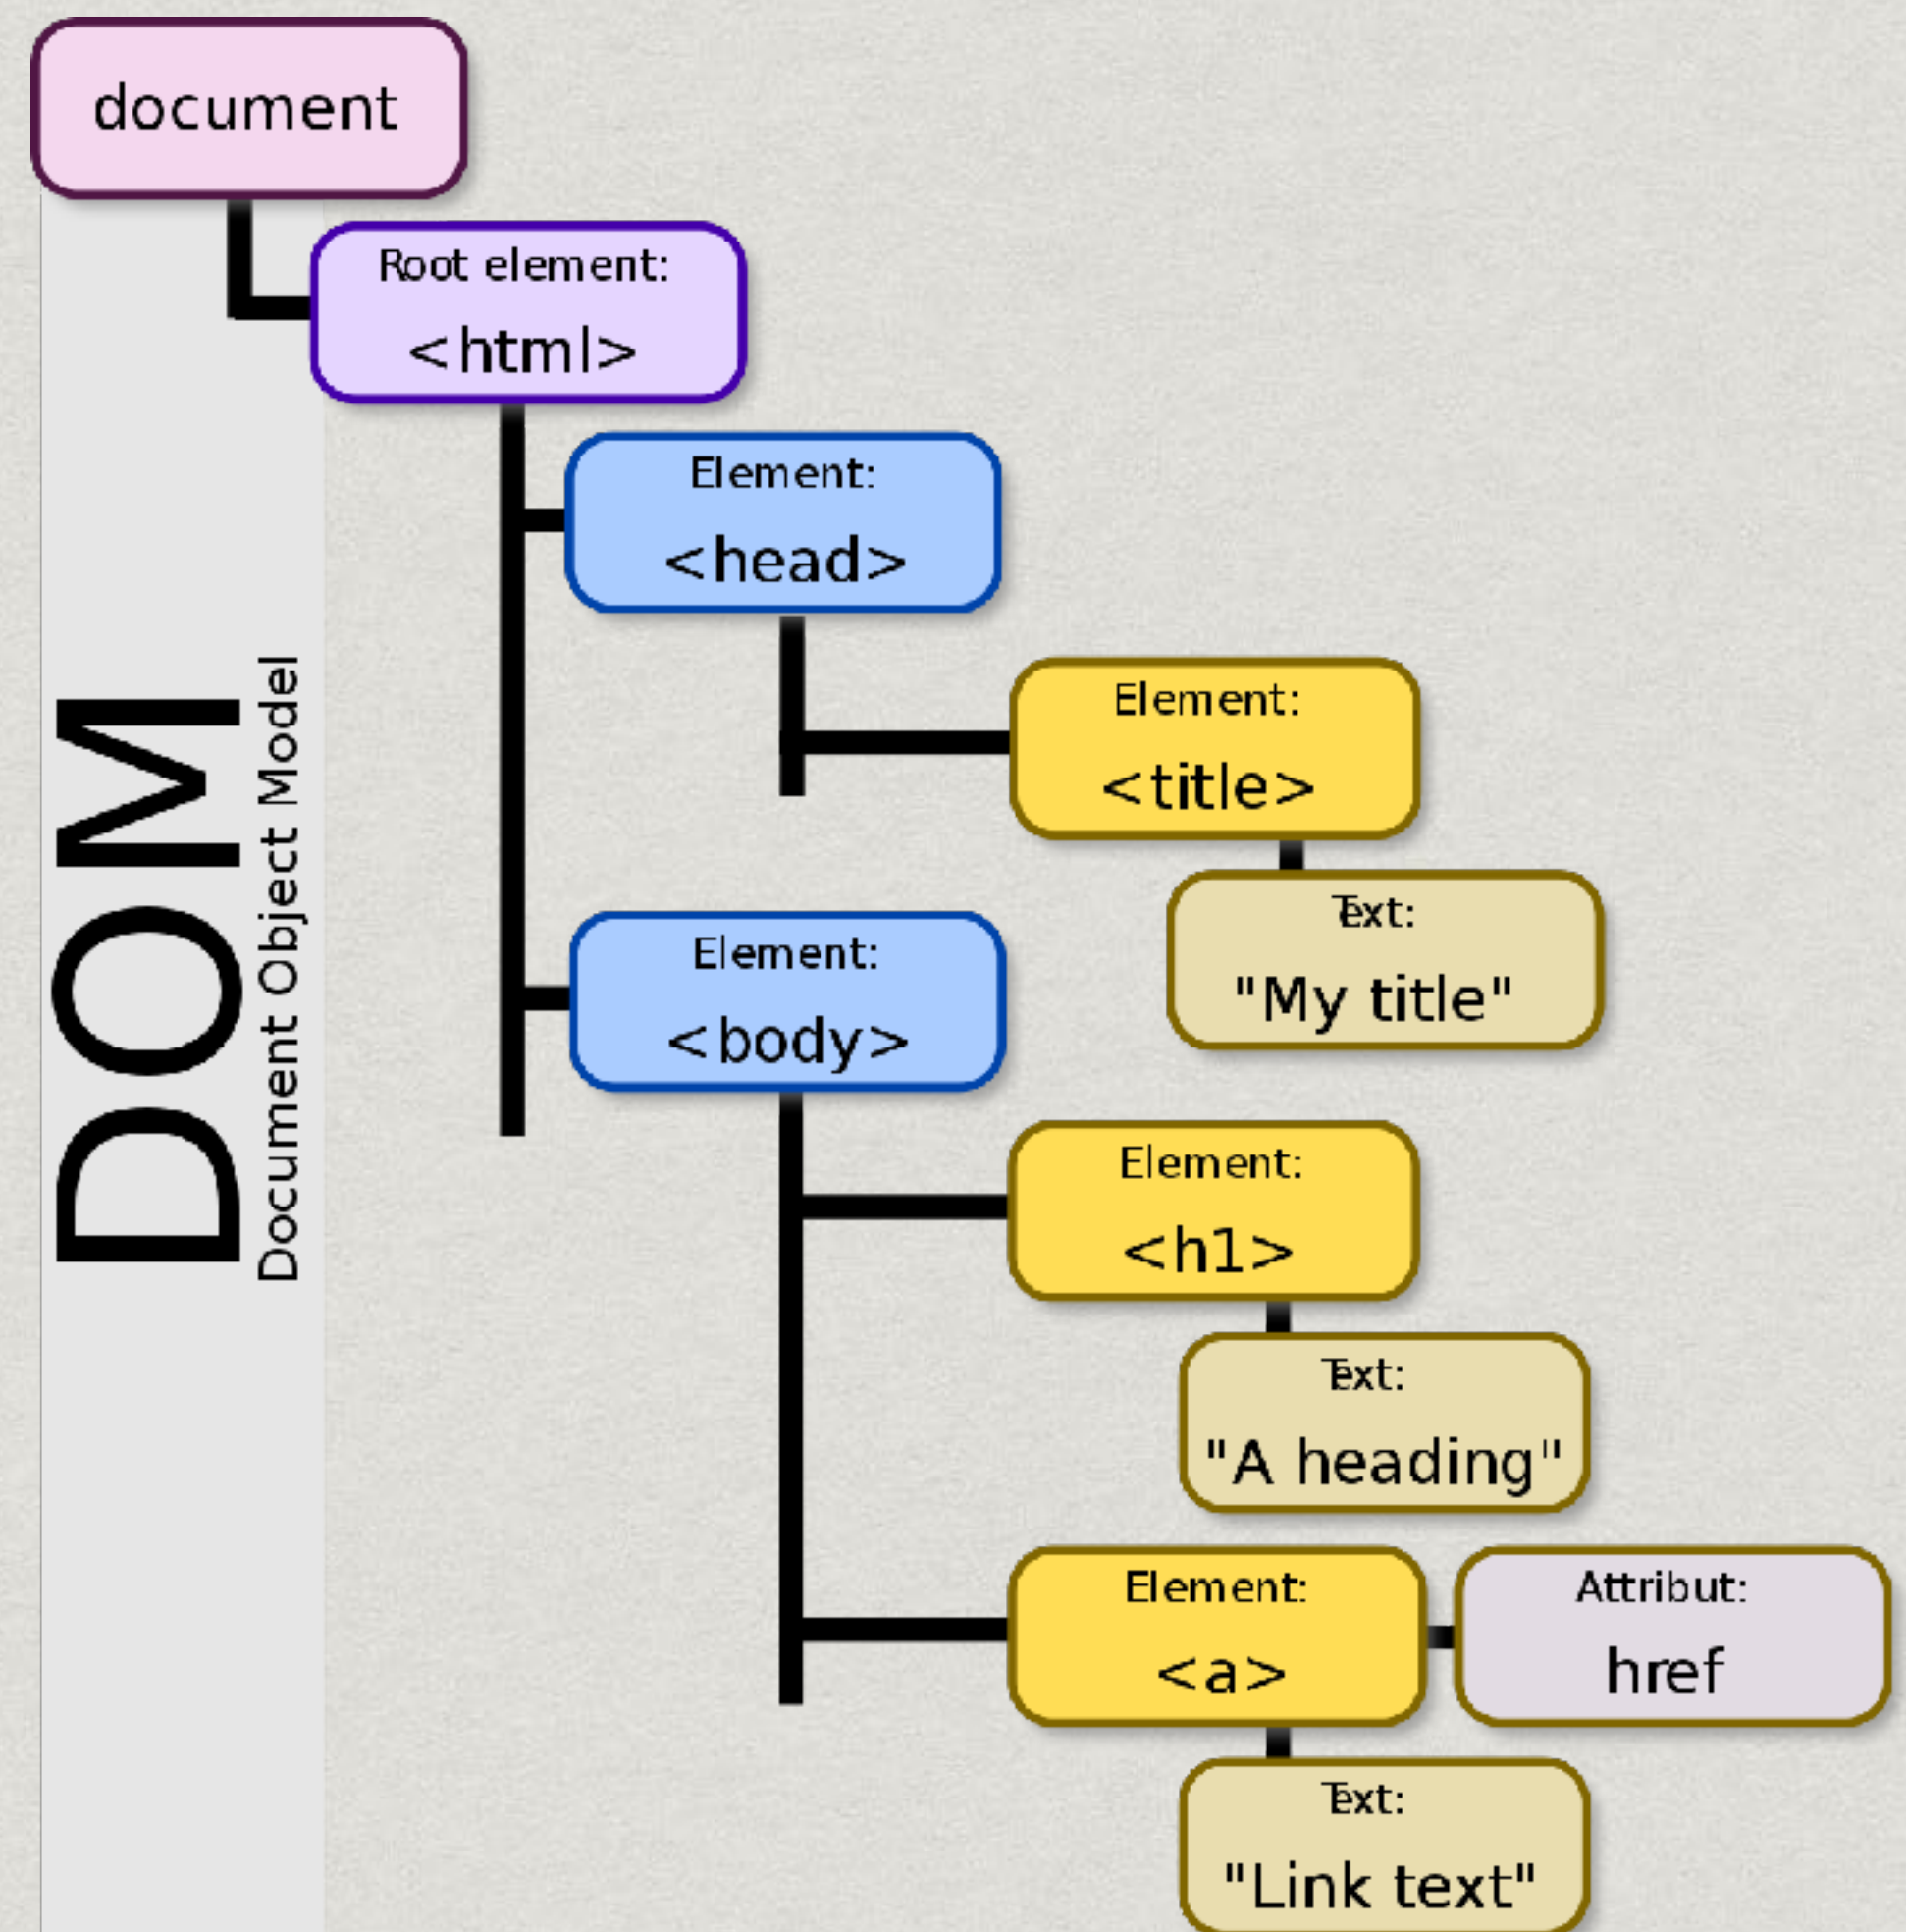 document
Root element:
<html>
Element:
<head>
Element:
<title>
Text:
"My title"
Element:
<body>
Element:
<h1>
Text:
"A heading"
Element:
<a>
Attribut:
href
Text:
"Link text"
DOM
Document Object Model